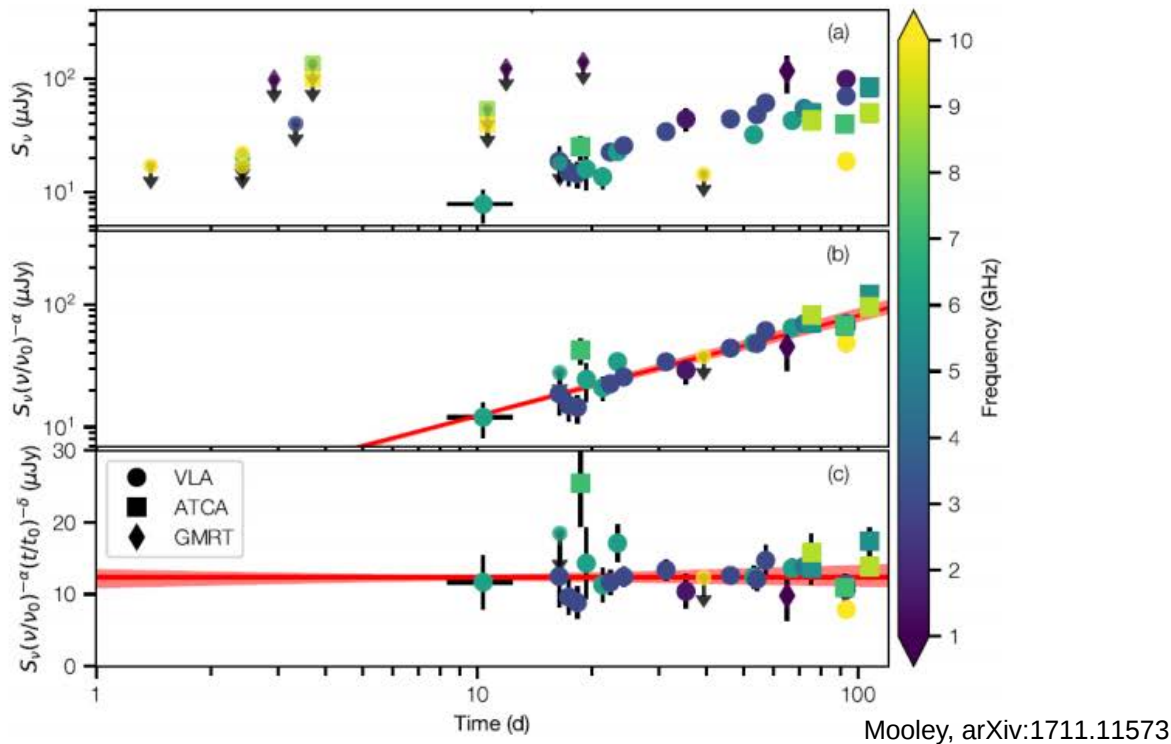 (a)
10²
10¹
S_ν (μJy)
(b)
10²
10¹
S_ν(ν/ν₀)^−α (μJy)
(c)
30
20
10
0
S_ν(ν/ν₀)^−α(t/t₀)^−δ (μJy)
VLA
ATCA
GMRT
1
10
100
Time (d)
10
9
8
7
6
5
4
3
2
1
Frequency (GHz)
Mooley, arXiv:1711.11573